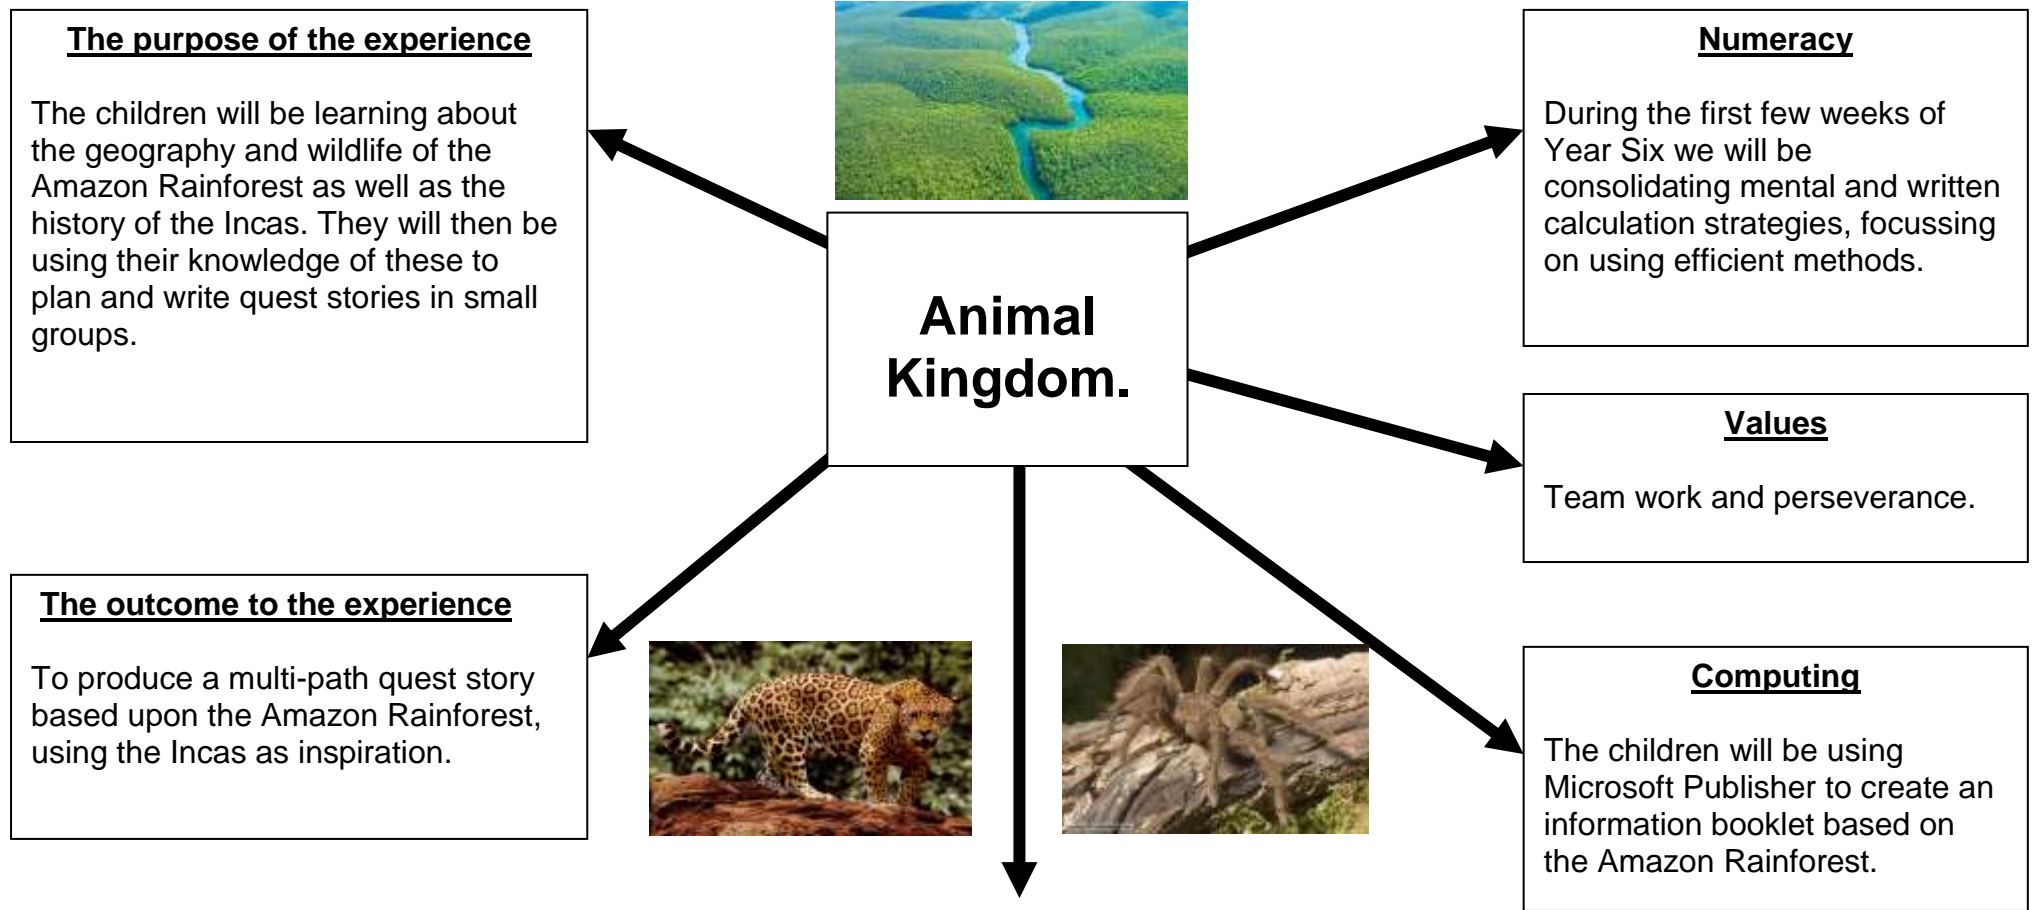 The purpose of the experience
The children will be learning about
the geography and wildlife of the
Amazon Rainforest as well as the
history of the Incas. They will then be
using their knowledge of these to
plan and write quest stories in small
groups.
The outcome to the experience
To produce a multi-path quest story
based upon the Amazon Rainforest,
using the Incas as inspiration.
Animal
Kingdom.
Numeracy
During the first few weeks of
Year Six we will be
consolidating mental and written
calculation strategies, focussing
on using efficient methods.
Values
Team work and perseverance.
Computing
The children will be using
Microsoft Publisher to create an
information booklet based on
the Amazon Rainforest.